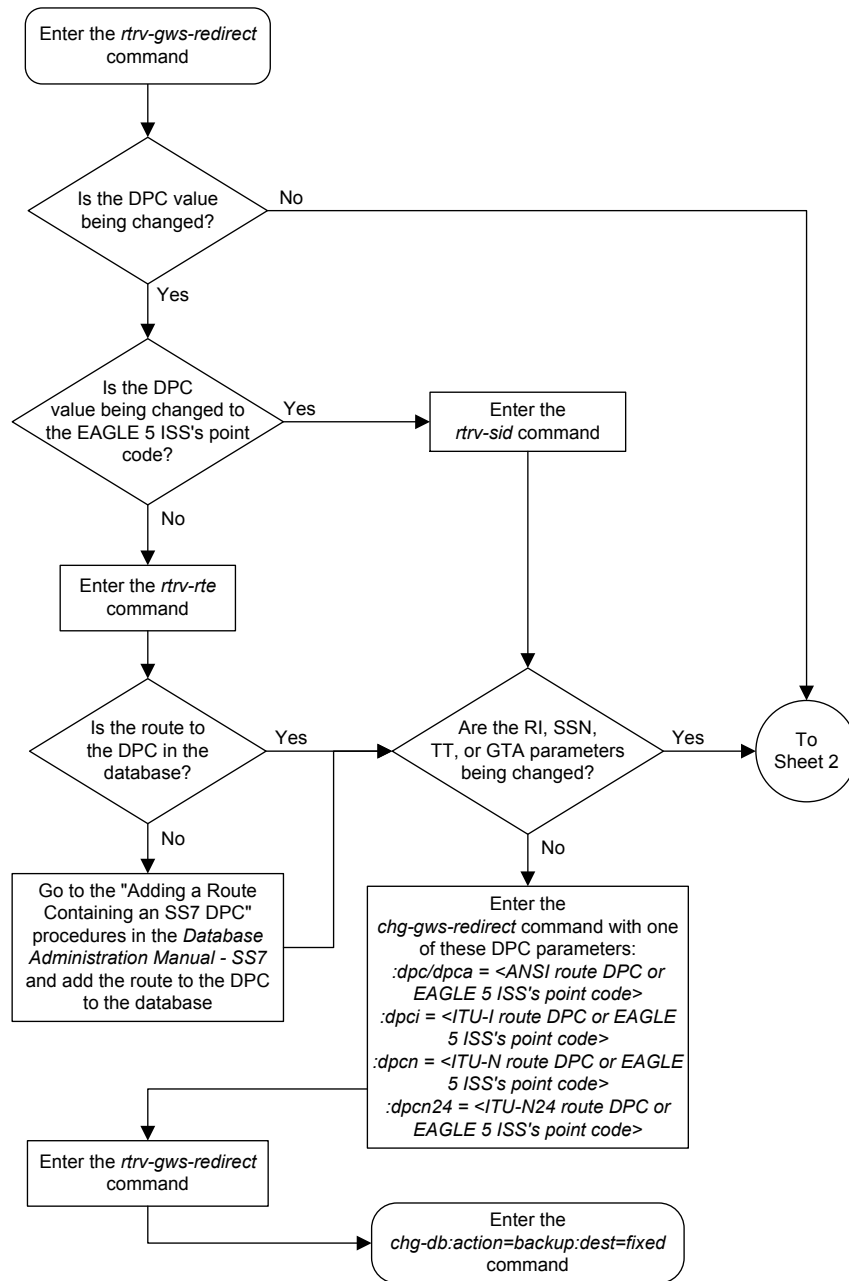 Enter the rtrv-gws-redirect
command
Is the DPC value
being changed?
No
Yes
Is the DPC
value being changed to
the EAGLE 5 ISS's point
code?
Yes
Enter the
rtrv-sid command
No
Enter the rtrv-rte
command
Is the route to
the DPC in the
database?
Yes
Are the RI, SSN,
TT, or GTA parameters
being changed?
Yes
To
Sheet 2
No
Go to the "Adding a Route
Containing an SS7 DPC"
procedures in the Database
Administration Manual - SS7
and add the route to the DPC
to the database
No
Enter the
chg-gws-redirect command with one
of these DPC parameters:
:dpc/dpca = <ANSI route DPC or
EAGLE 5 ISS's point code>
:dpci = <ITU-I route DPC or EAGLE
5 ISS's point code>
:dpcn = <ITU-N route DPC or EAGLE
5 ISS's point code>
:dpcn24 = <ITU-N24 route DPC or
EAGLE 5 ISS's point code>
Enter the rtrv-gws-redirect
command
Enter the
chg-db:action=backup:dest=fixed
command